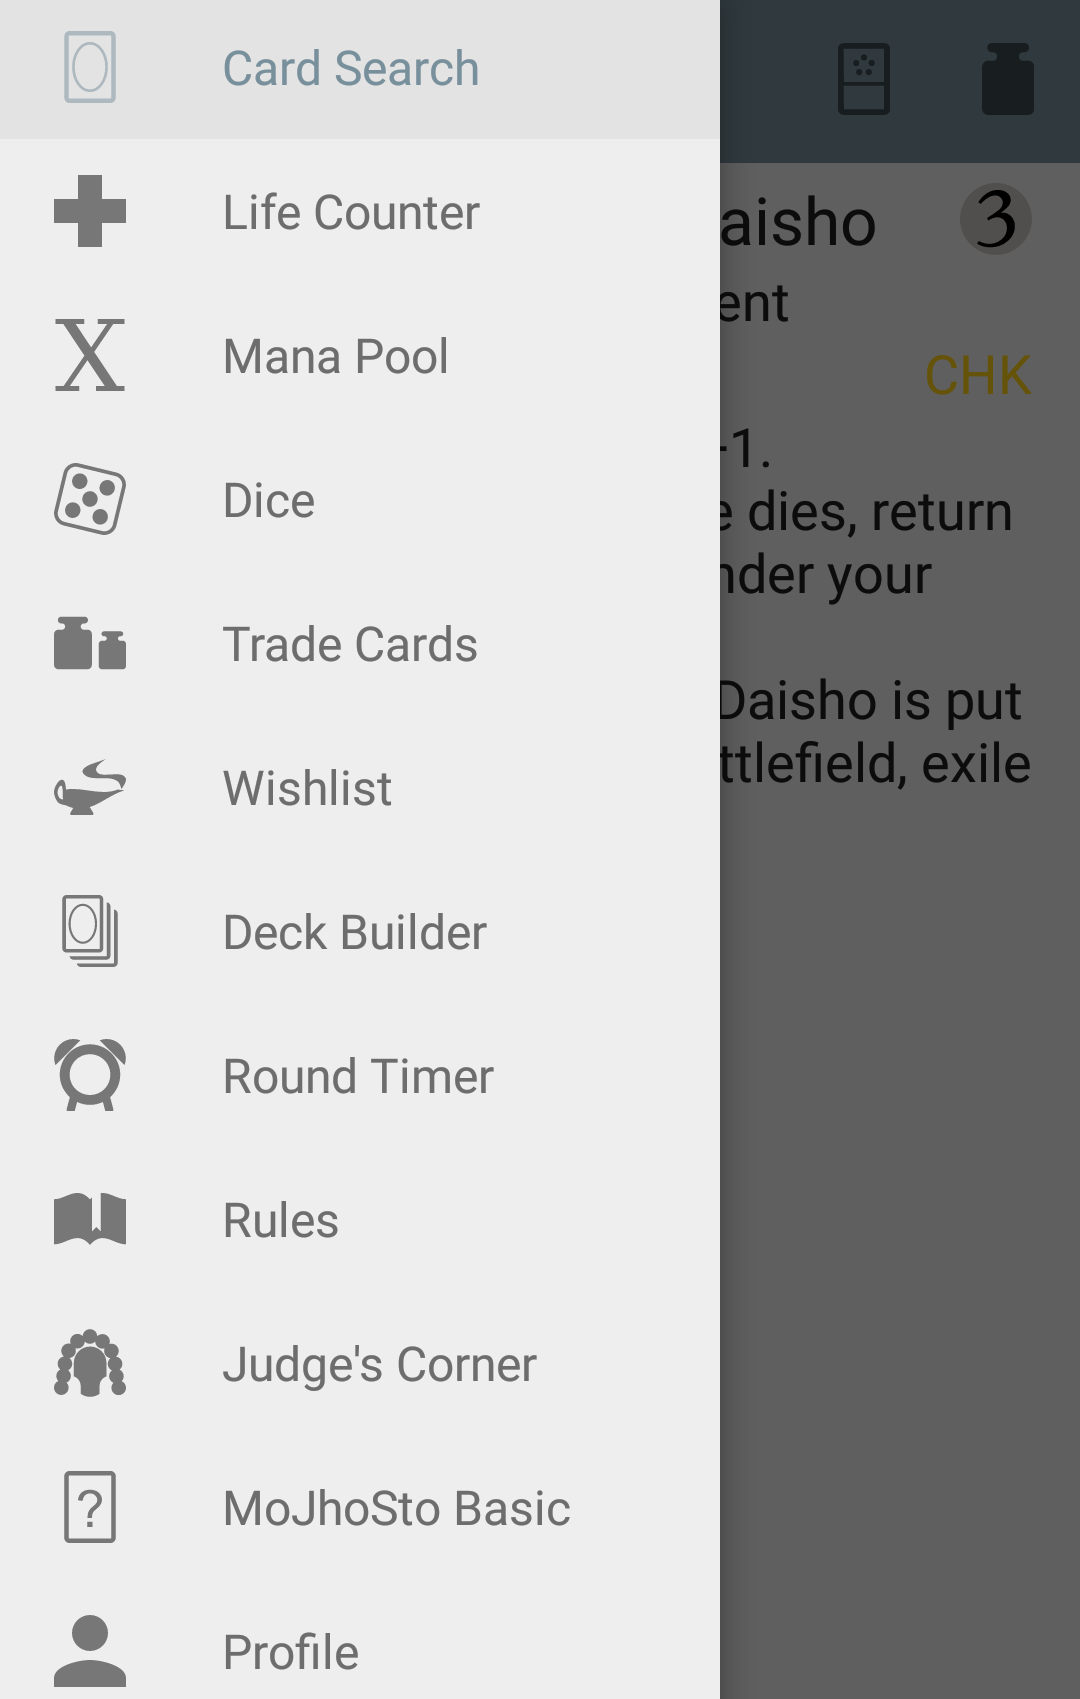 Card Search
Life Counter
X
Mana Pool
Dice
Trade Cards
Wishlist
Deck Builder
Round Timer
Rules
Judge's Corner
?
MoJhoSto Basic
Profile
aisho
3
ent
CHK
-1.
e dies, return
nder your
Daisho is put
ttlefield, exile